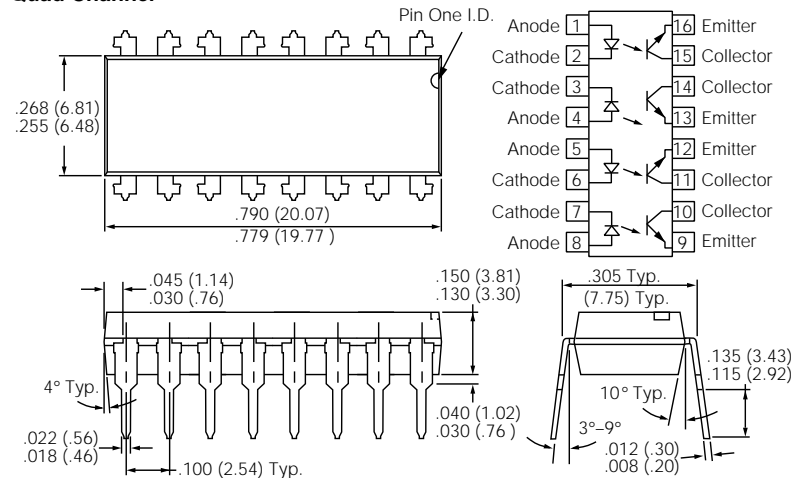 Quad Channel
Pin One I.D.
.268 (6.81)
.255 (6.48)
.790 (20.07)
.779 (19.77 )
Anode 1
Cathode 2
Cathode 3
Anode 4
Anode 5
Cathode 6
Cathode 7
Anode 8
16 Emitter
15 Collector
14 Collector
13 Emitter
12 Emitter
11 Collector
10 Collector
9 Emitter
.045 (1.14)
.030 (.76)
.150 (3.81)
.130 (3.30)
4° Typ.
.022 (.56)
.018 (.46)
.100 (2.54) Typ.
.040 (1.02)
.030 (.76 )
.305 Typ.
(7.75) Typ.
.135 (3.43)
.115 (2.92)
10° Typ.
3°–9°
.012 (.30)
.008 (.20)